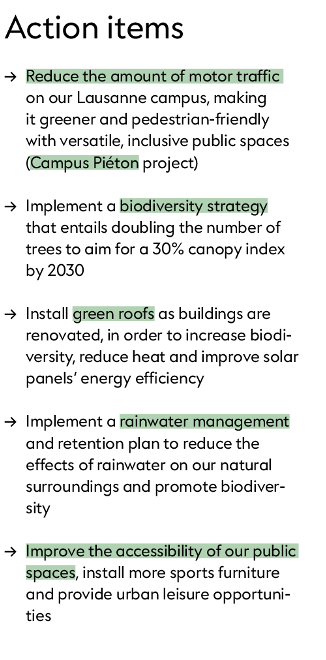 Action items
→ Reduce the amount of motor traffic
on our Lausanne campus, making
it greener and pedestrian-friendly
with versatile, inclusive public spaces
(Campus Piéton project)
→ Implement a biodiversity strategy
that entails doubling the number of
trees to aim for a 30% canopy index
by 2030
→ Install green roofs as buildings are
renovated, in order to increase biodi-
versity, reduce heat and improve solar
panels’ energy efficiency
→ Implement a rainwater management
and retention plan to reduce the
effects of rainwater on our natural
surroundings and promote biodiver-
sity
→ Improve the accessibility of our public
spaces, install more sports furniture
and provide urban leisure opportuni-
ties